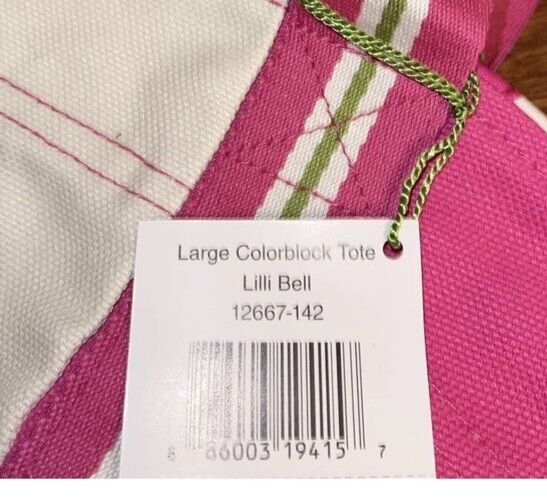 Large Colorblock Tote
Lilli Bell
12667-142
8 86003 19415 7